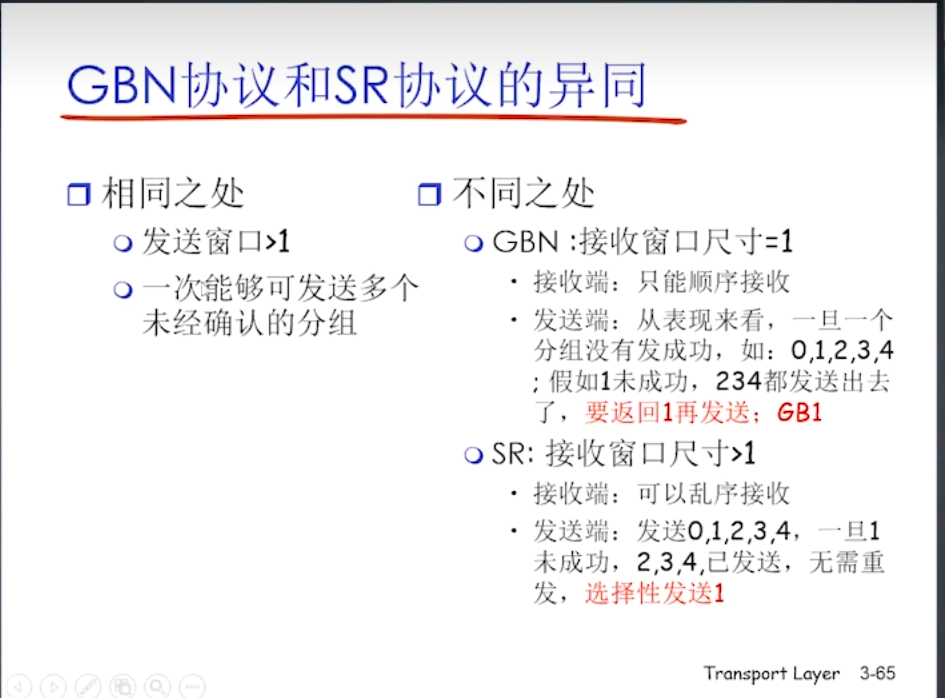 GBN协议和SR协议的异同
相同之处
发送窗口>1
一次能够可发送多个
未经确认的分组
不同之处
GBN :接收窗口尺寸=1
· 接收端：只能顺序接收
· 发送端：从表现来看，一旦一个
分组没有发成功，如：0,1,2,3,4
; 假如1未成功，234都发送出去
了，要返回1再发送；GB1
SR: 接收窗口尺寸>1
· 接收端：可以乱序接收
· 发送端：发送0,1,2,3,4，一旦1
未成功，2,3,4,已发送，无需重
发，选择性发送1
Transport Layer 3-65